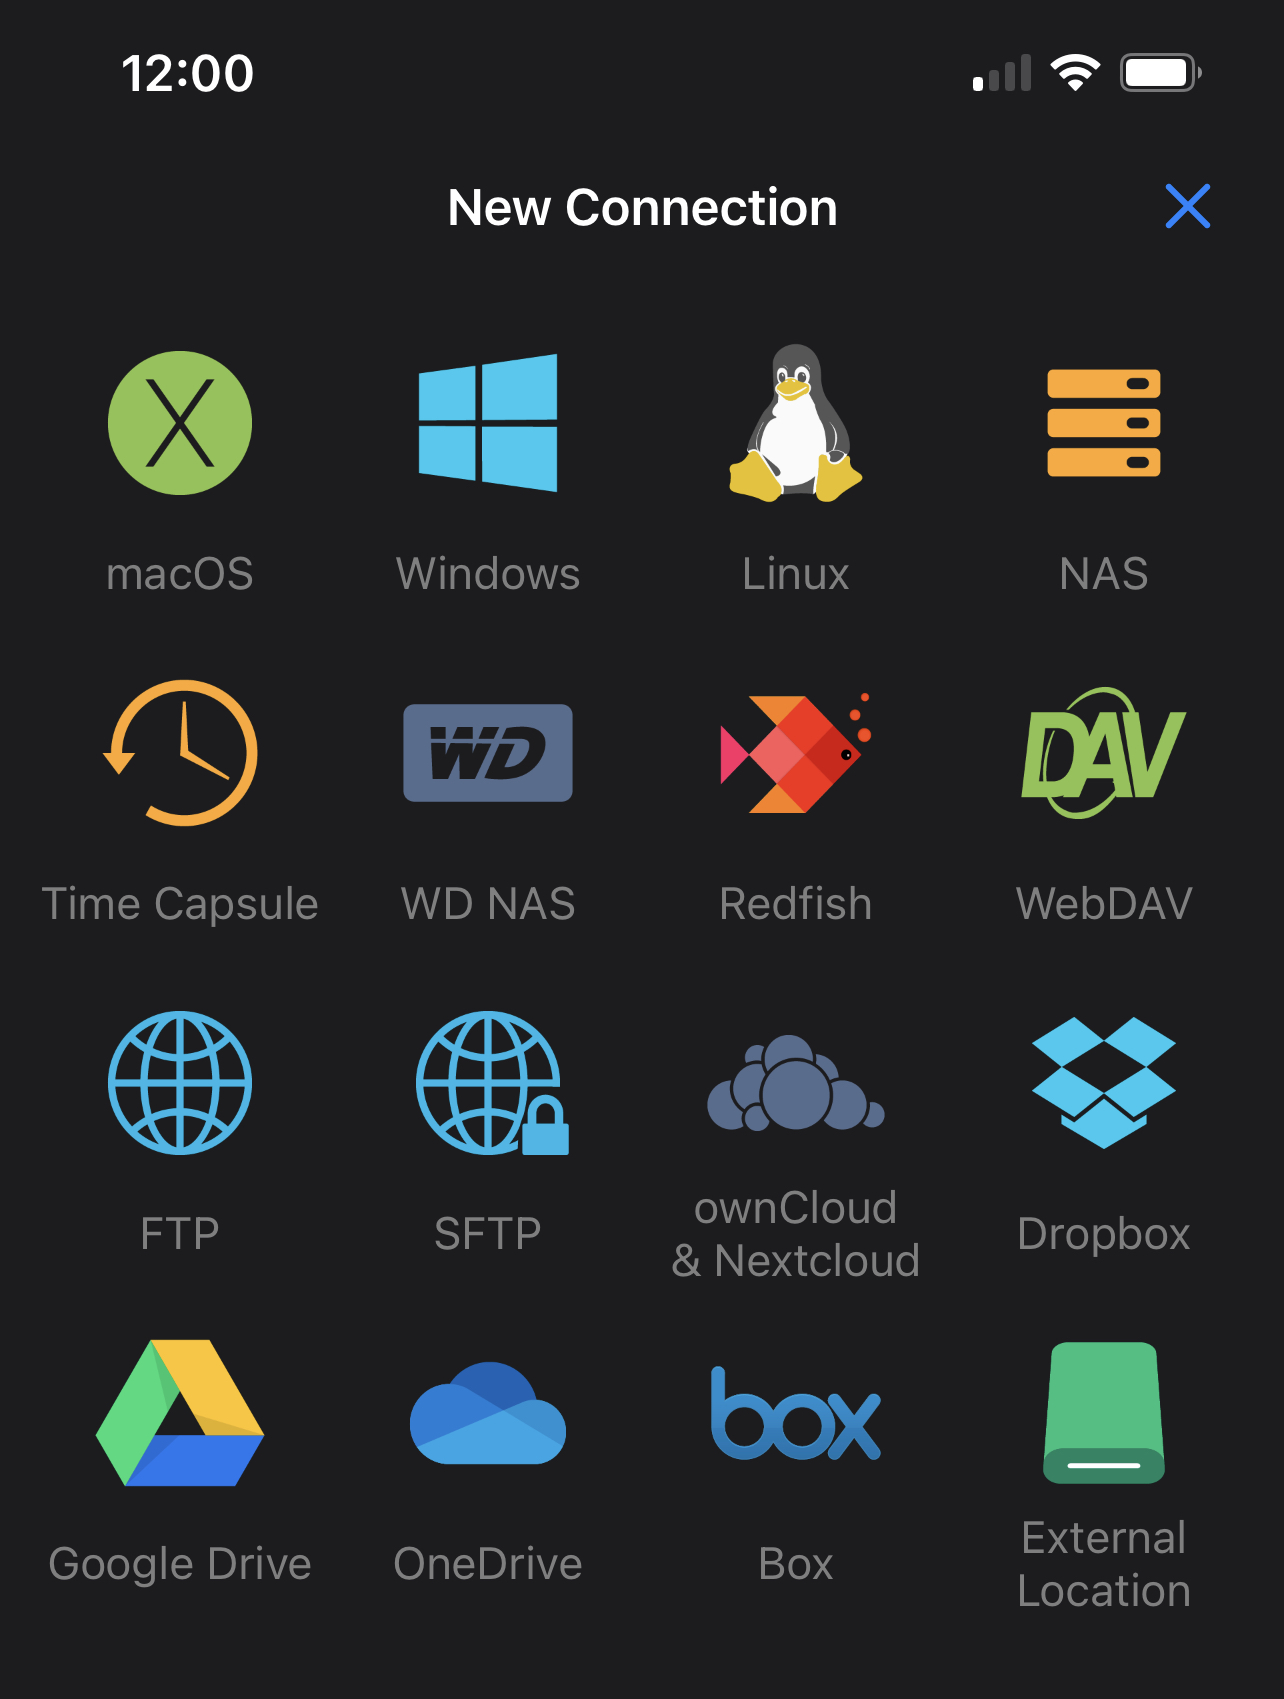 12:00
New Connection
X
macOS
Windows
Linux
NAS
WD
DAV
Time Capsule
WD NAS
Redfish
WebDAV
FTP
SFTP
ownCloud
& Nextcloud
Dropbox
box
Google Drive
OneDrive
Box
External
Location